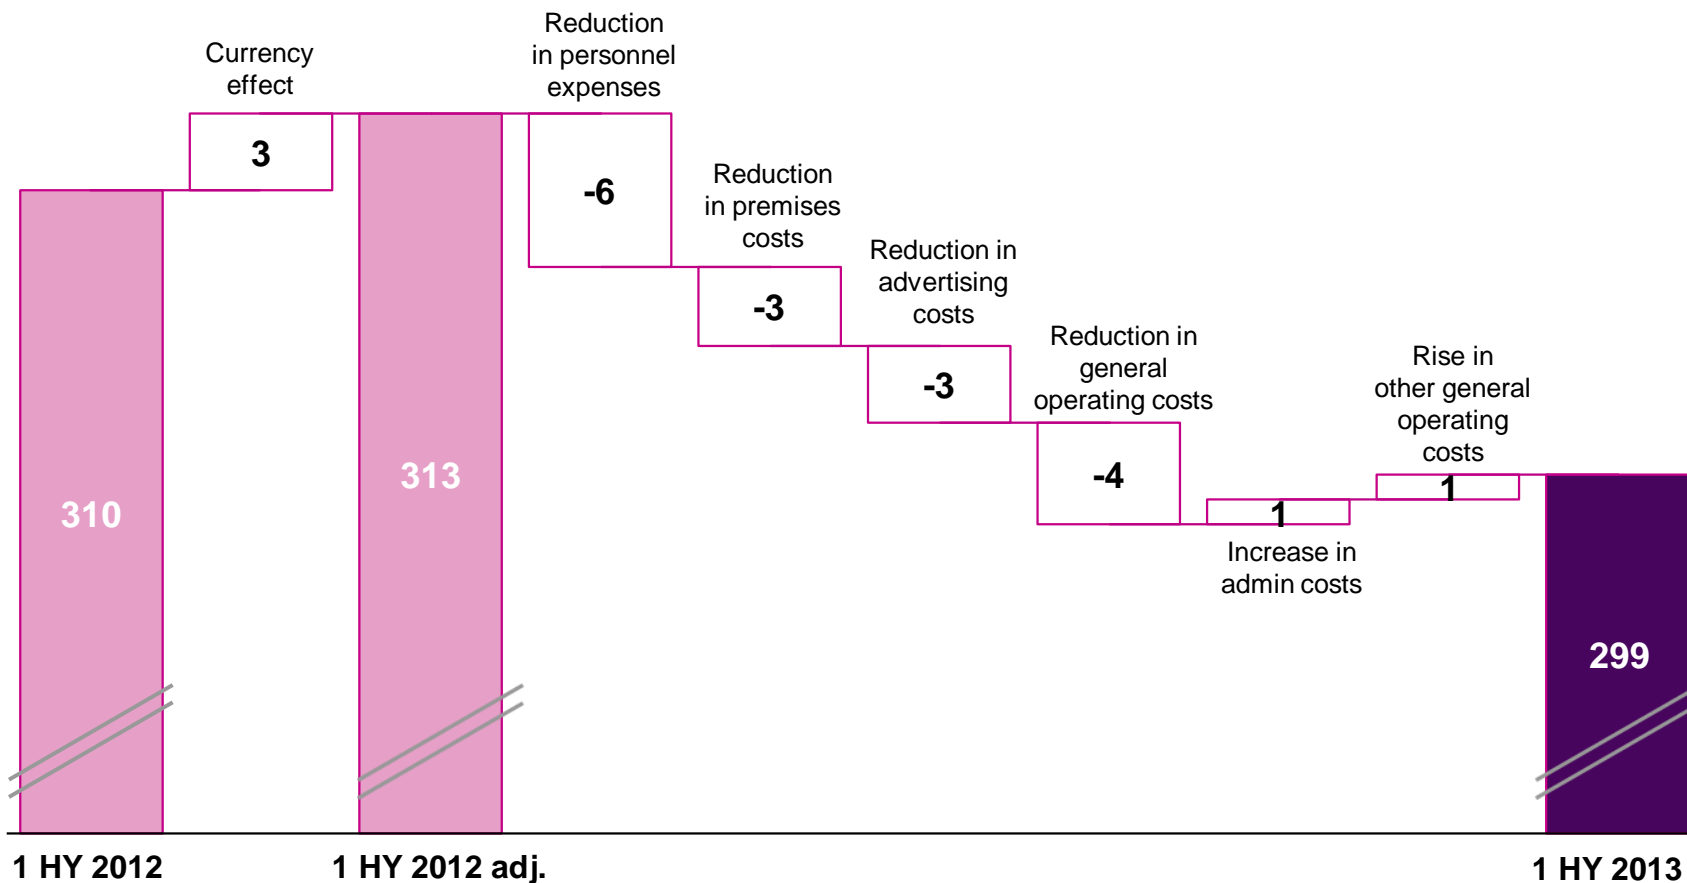 Reduction
in personnel
expenses
Currency
effect
3
-6
Reduction
in premises
costs
-3
Reduction in
advertising
costs
-3
Reduction in
general
operating costs
-4
Rise in
other general
operating
costs
1
1
Increase in
admin costs
310
313
299
1 HY 2012
1 HY 2012 adj.
1 HY 2013